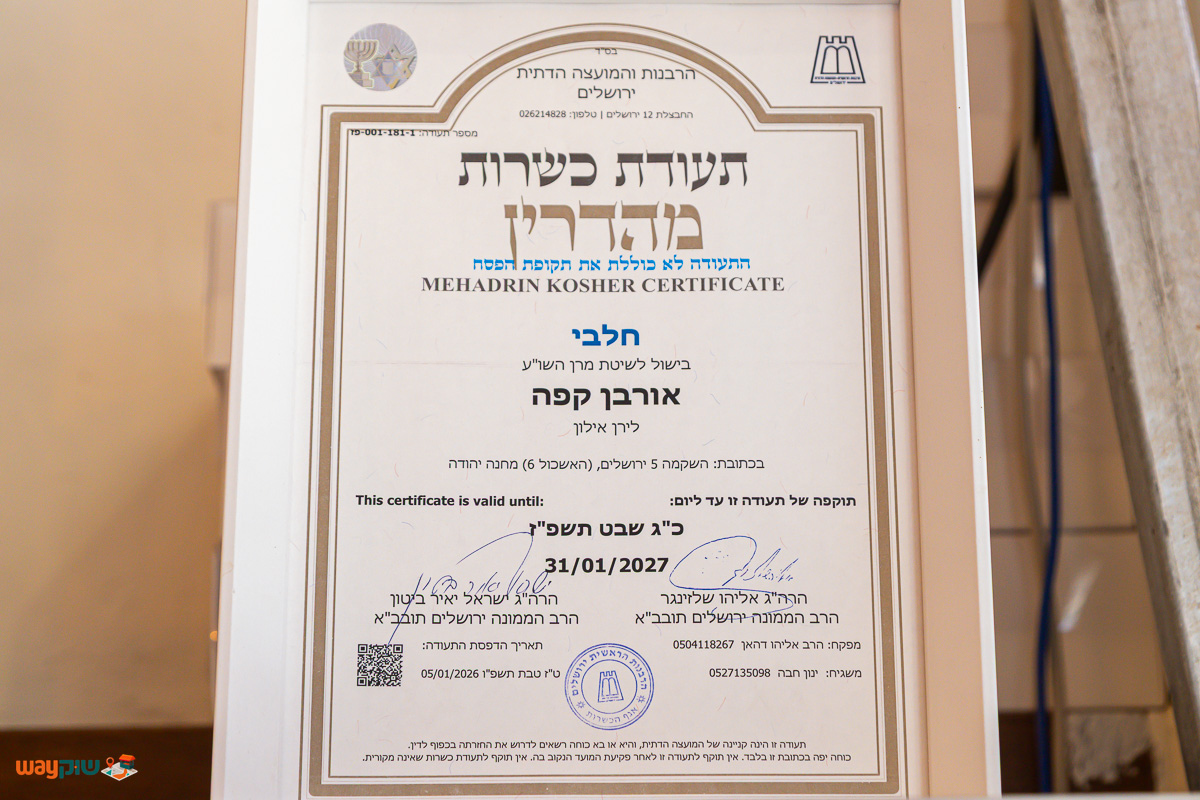 בס"ד
הרבנות והמועצה הדתית
ירושלים
החבצלת 12 ירושלים | טלפון: 026214828
מספר תעודה: פז-001-181-1
תעודת כשרות
מהדרין
התעודה לא כוללת את תקופת הפסח
MEHADRIN KOSHER CERTIFICATE
חלבי
בישול לשיטת מרן השו"ע
אורבן קפה
לירן אילון
בכתובת: השקמה 5 ירושלים, (האשכול 6) מחנה יהודה
תוקפה של תעודה זו עד ליום:
This certificate is valid until:
כ"ג שבט תשפ"ז
31/01/2027
הרה"ג אליהו שלזינגר
הרב הממונה ירושלים תובב"א
הרה"ג ישראל יאיר ביטון
הרב הממונה ירושלים תובב"א
מפקח: הרב אליהו דהאן 0504118267
משגיח: ינון חבה 0527135098
תאריך הדפסת התעודה:
ט"ז טבת תשפ"ו 05/01/2026
הרבנות הראשית ירושלים
אגף הכשרות
תעודה זו הינה קניינה של המועצה הדתית, והיא או בא כוחה רשאים לדרוש את החזרתה בכפוף לדין.
כוחה יפה בכתובת זו בלבד. אין תוקף לתעודה זו לאחר פקיעת המועד הנקוב בה. אין תוקף לתעודת כשרות שאינה מקורית.
שוק way